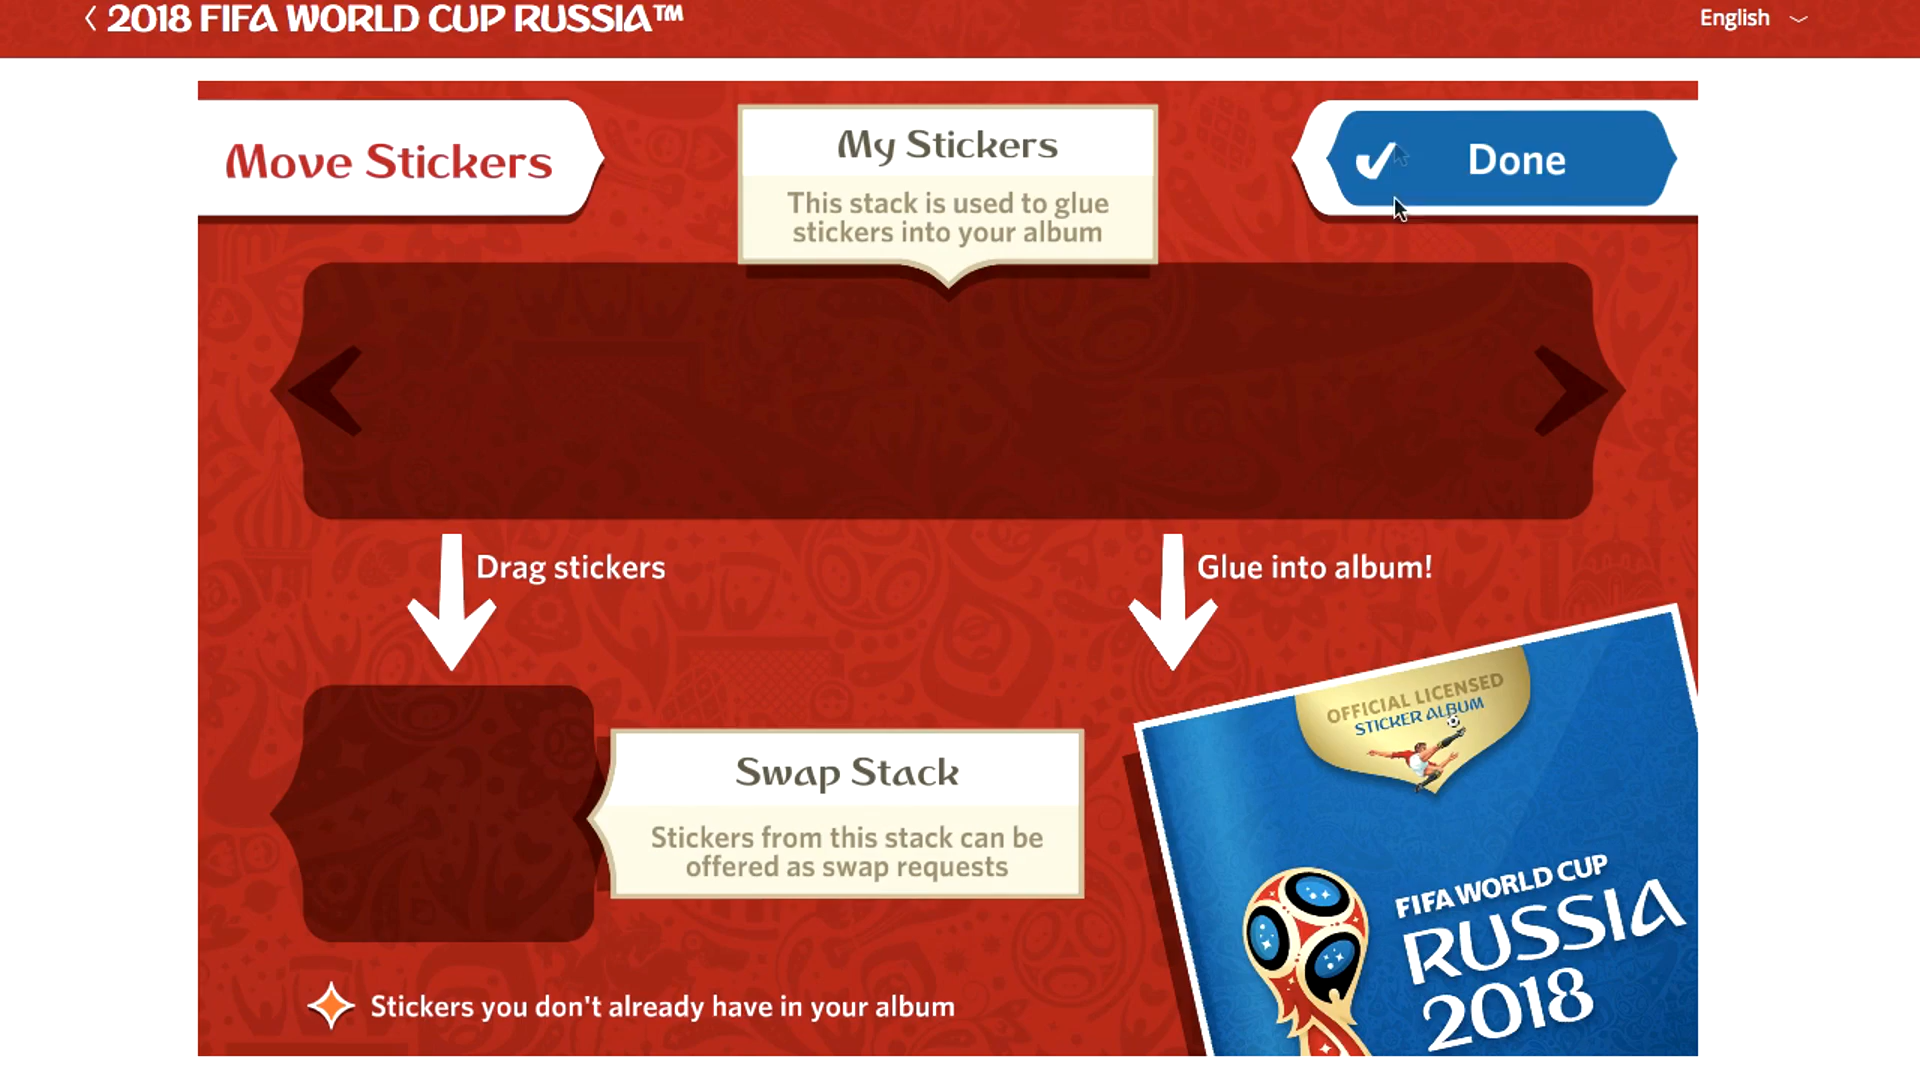 2018 FIFA WORLD CUP RUSSIA™
English
Move Stickers
My Stickers
This stack is used to glue
stickers into your album
Done
Drag stickers
Glue into album!
Swap Stack
Stickers from this stack can be
offered as swap requests
OFFICIAL LICENSED
STICKER ALBUM
FIFA WORLD CUP
RUSSIA
2018
Stickers you don't already have in your album